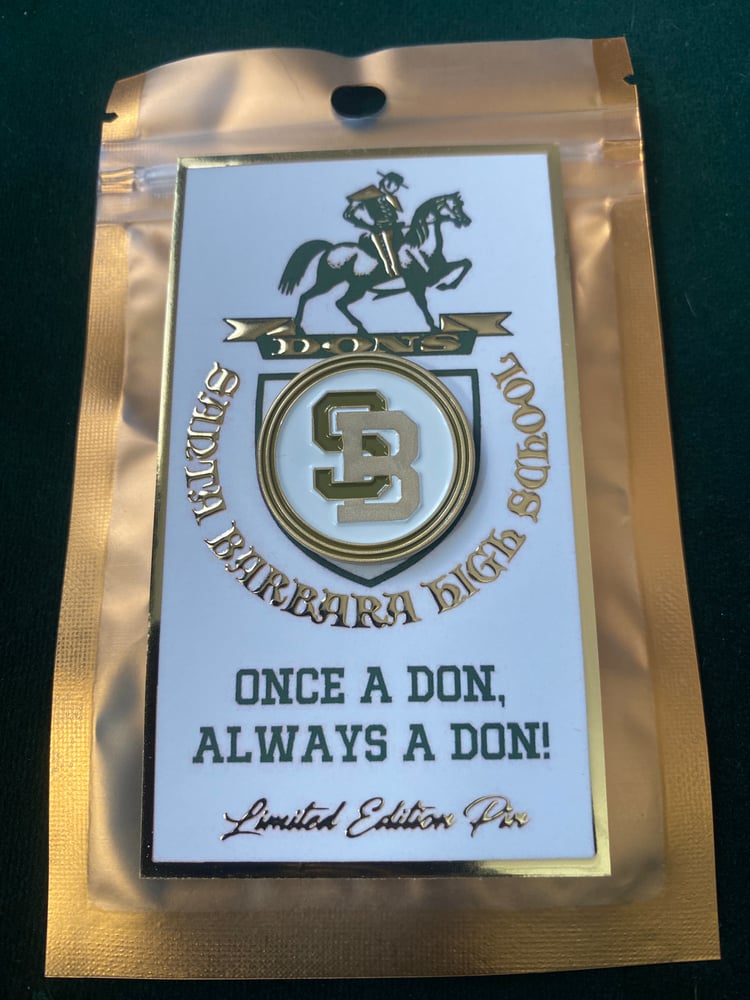 DONS
SB
SANTA BARBARA HIGH SCHOOL
ONCE A DON,
ALWAYS A DON!
Limited Edition Pin